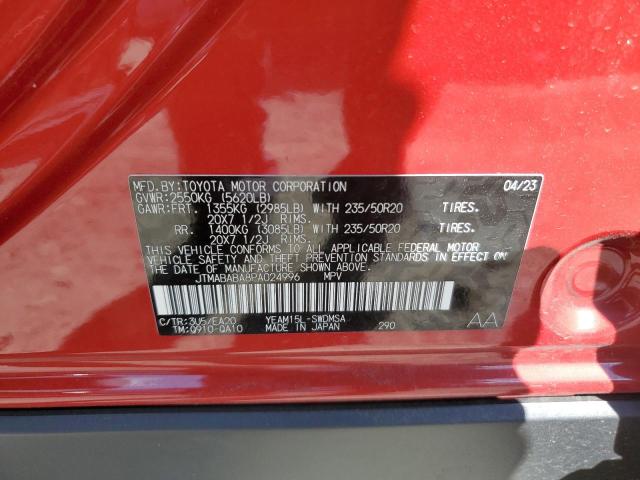 MFD.BY:TOYOTA MOTOR CORPORATION 04/23
GVWR:2550KG (5620LB)
GAWR:FRT. 1355KG (2985LB) WITH 235/50R20 TIRES.
20X7 1/2J RIMS.
RR. 1400KG (3085LB) WITH 235/50R20 TIRES.
20X7 1/2J RIMS.
THIS VEHICLE CONFORMS TO ALL APPLICABLE FEDERAL MOTOR
VEHICLE SAFETY AND THEFT PREVENTION STANDARDS IN EFFECT
ON THE DATE OF MANUFACTURE SHOWN ABOVE.
JTMABABA8PA024996 MPV
C/TR:3U5/EA20 YEAM15L-SWDMSA
TM:Q910-QA10 MADE IN JAPAN 290 AA